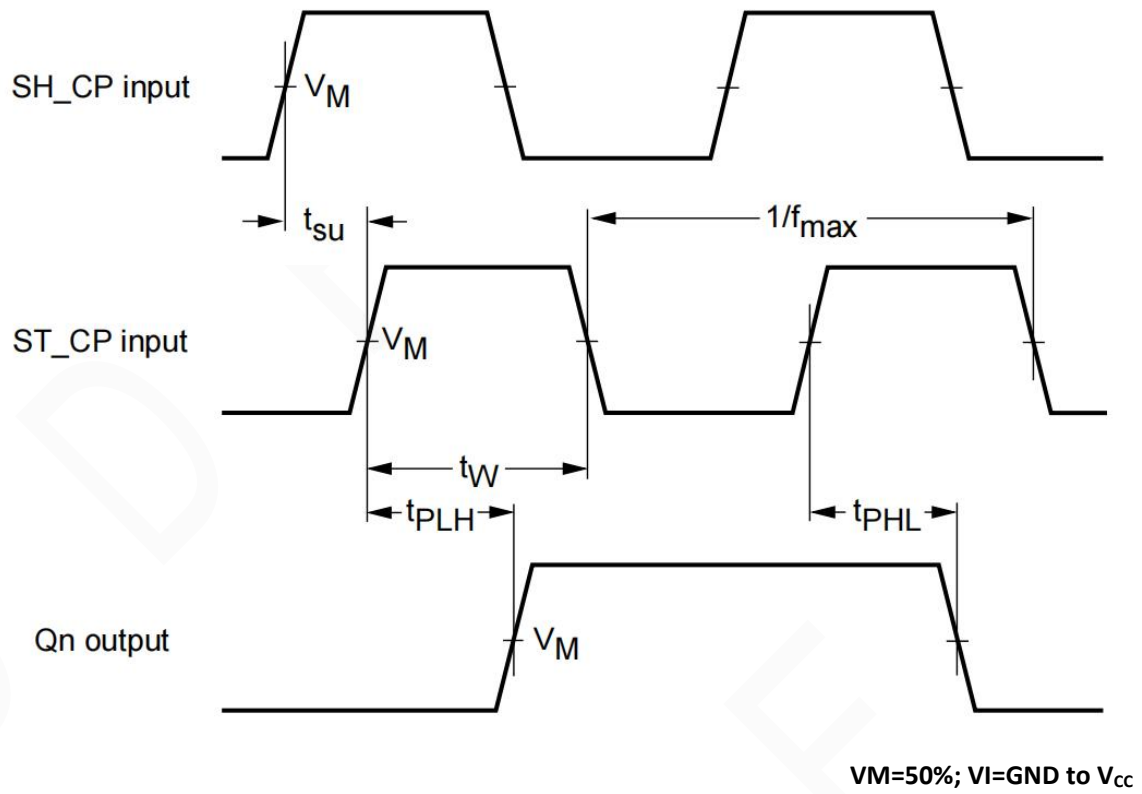 SH_CP input
VM
tsu
1/fmax
ST_CP input
VM
tW
tPLH
tPHL
Qn output
VM
VM=50%; VI=GND to VCC